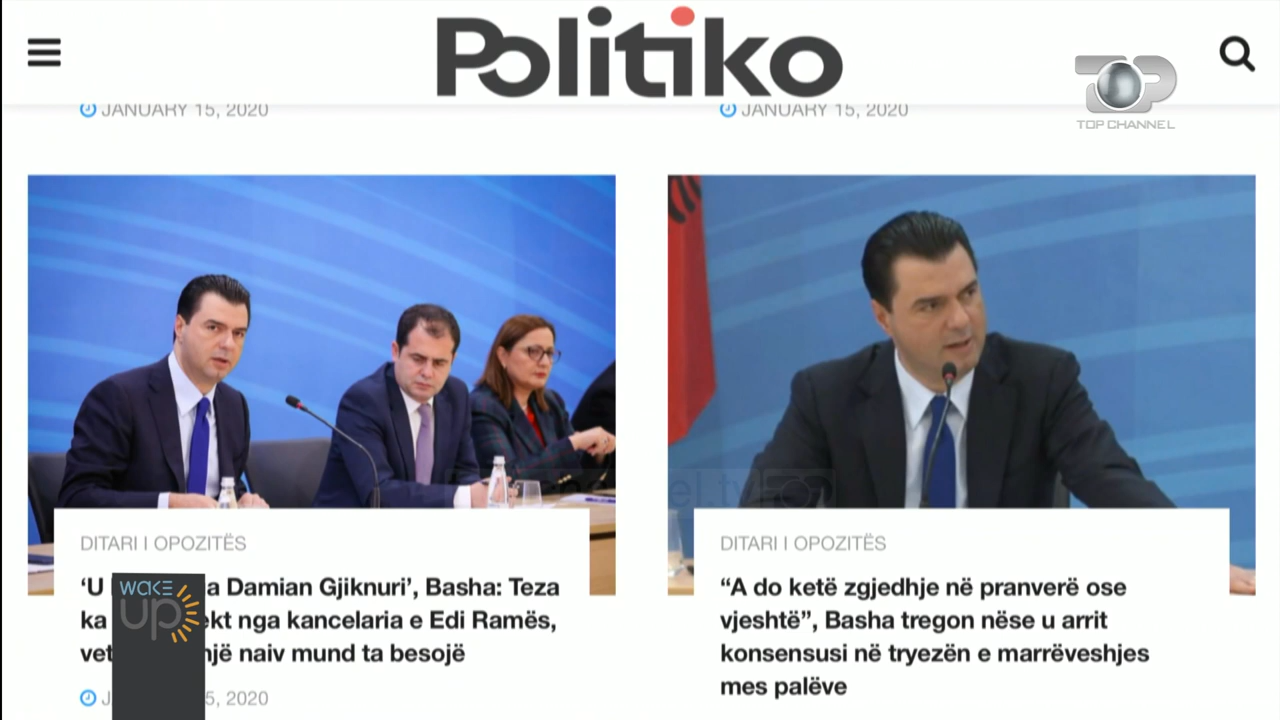 Politiko
TOP CHANNEL
JANUARY 15, 2020
JANUARY 15, 2020
DITARI I OPOZITËS
‘U a Damian Gjiknuri’, Basha: Teza
ka ekt nga kancelaria e Edi Ramës,
vet një naiv mund ta besojë
5, 2020
WAKE
up
DITARI I OPOZITËS
“A do ketë zgjedhje në pranverë ose
vjeshtë”, Basha tregon nëse u arrit
konsensusi në tryezën e marrëveshjes
mes palëve